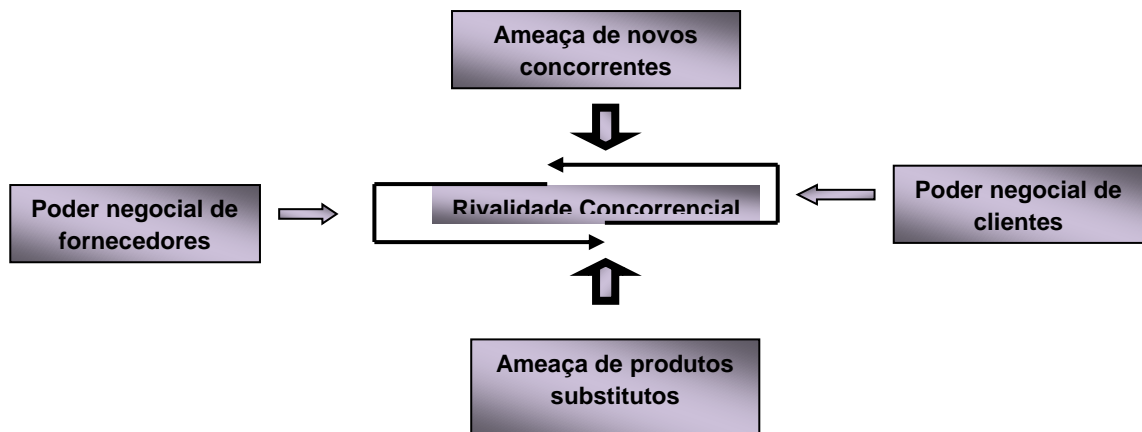 Ameaça de novos
concorrentes
Poder negocial de
fornecedores
Rivalidade Concorrencial
Poder negocial de
clientes
Ameaça de produtos
substitutos